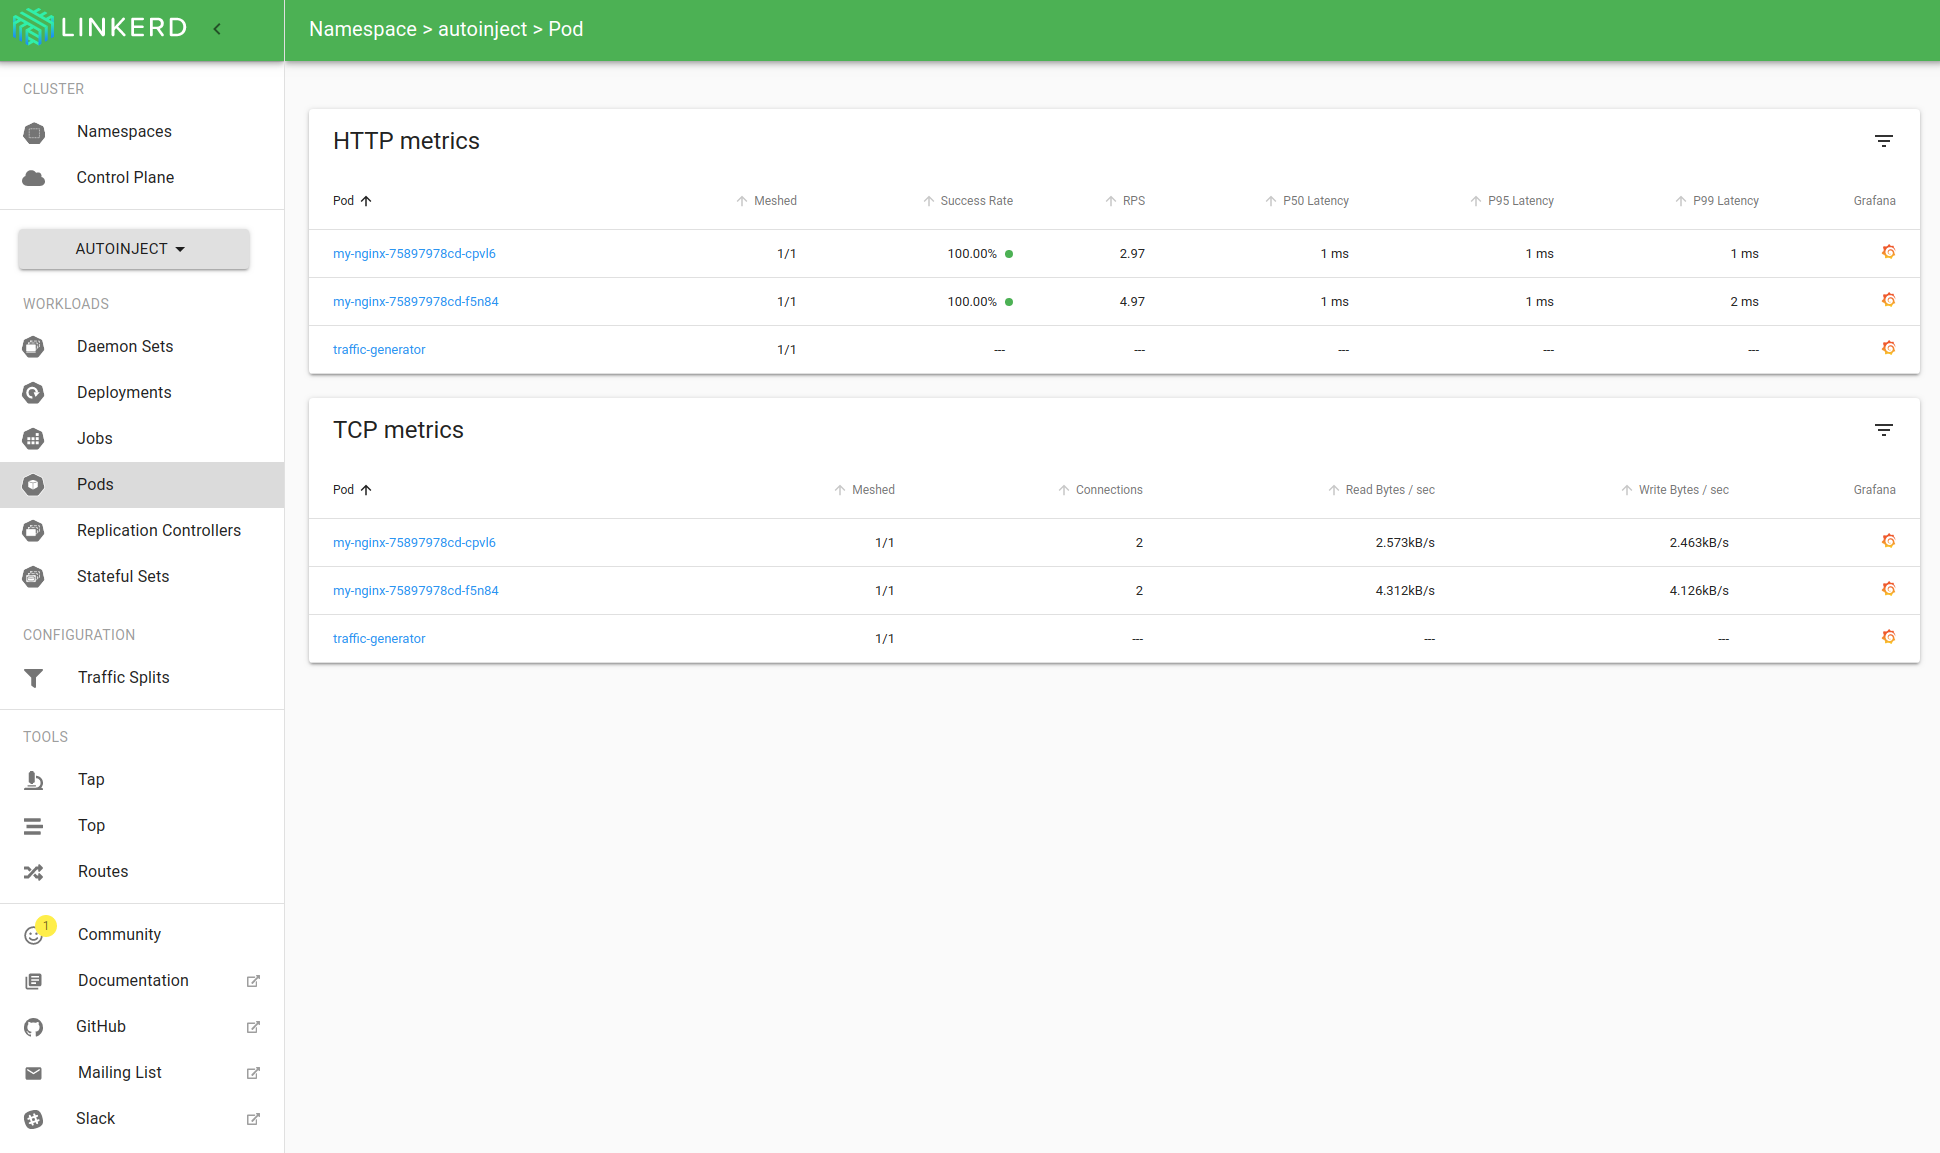 LINKERD
Namespace > autoinject > Pod
CLUSTER
Namespaces
Control Plane
AUTOINJECT
WORKLOADS
Daemon Sets
Deployments
Jobs
Pods
Replication Controllers
Stateful Sets
CONFIGURATION
Traffic Splits
TOOLS
Tap
Top
Routes
1
Community
Documentation
GitHub
Mailing List
Slack
HTTP metrics
Pod Meshed Success Rate RPS P50 Latency P95 Latency P99 Latency Grafana
my-nginx-75897978cd-cpvl6 1/1 100.00% 2.97 1 ms 1 ms 1 ms
my-nginx-75897978cd-f5n84 1/1 100.00% 4.97 1 ms 1 ms 2 ms
traffic-generator 1/1 --- --- --- --- ---
TCP metrics
Pod Meshed Connections Read Bytes / sec Write Bytes / sec Grafana
my-nginx-75897978cd-cpvl6 1/1 2 2.573kB/s 2.463kB/s
my-nginx-75897978cd-f5n84 1/1 2 4.312kB/s 4.126kB/s
traffic-generator 1/1 --- --- ---